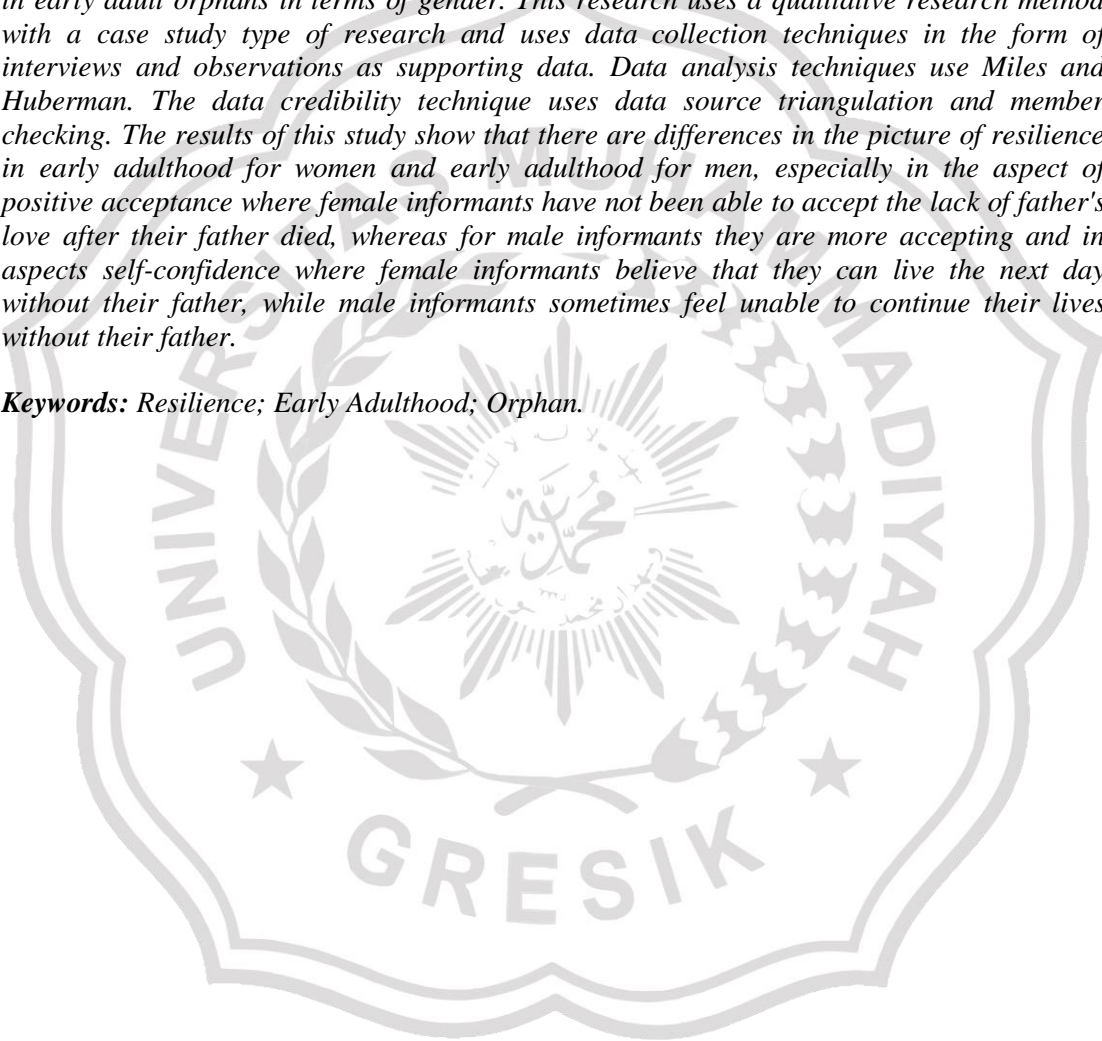 in early adult orphans in terms of gender. This research uses a qualitative research method
with a case study type of research and uses data collection techniques in the form of
interviews and observations as supporting data. Data analysis techniques use Miles and
Huberman. The data credibility technique uses data source triangulation and member
checking. The results of this study show that there are differences in the picture of resilience
in early adulthood for women and early adulthood for men, especially in the aspect of
positive acceptance where female informants have not been able to accept the lack of father's
love after their father died, whereas for male informants they are more accepting and in
aspects self-confidence where female informants believe that they can live the next day
without their father, while male informants sometimes feel unable to continue their lives
without their father.
Keywords: Resilience; Early Adulthood; Orphan.
UNIVERSITAS MUHAMMADIYAH
GRESIK